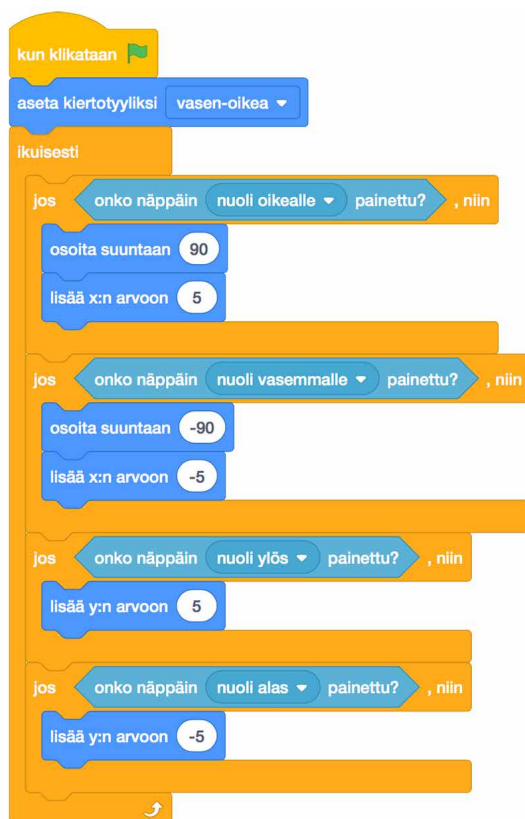 kun klikataan
aseta kiertotyyliksi vasen-oikea
ikuisesti
jos onko näppäin nuoli oikealle painettu? , niin
osoita suuntaan 90
lisää x:n arvoon 5
jos onko näppäin nuoli vasemmalle painettu? , niin
osoita suuntaan -90
lisää x:n arvoon -5
jos onko näppäin nuoli ylös painettu? , niin
lisää y:n arvoon 5
jos onko näppäin nuoli alas painettu? , niin
lisää y:n arvoon -5